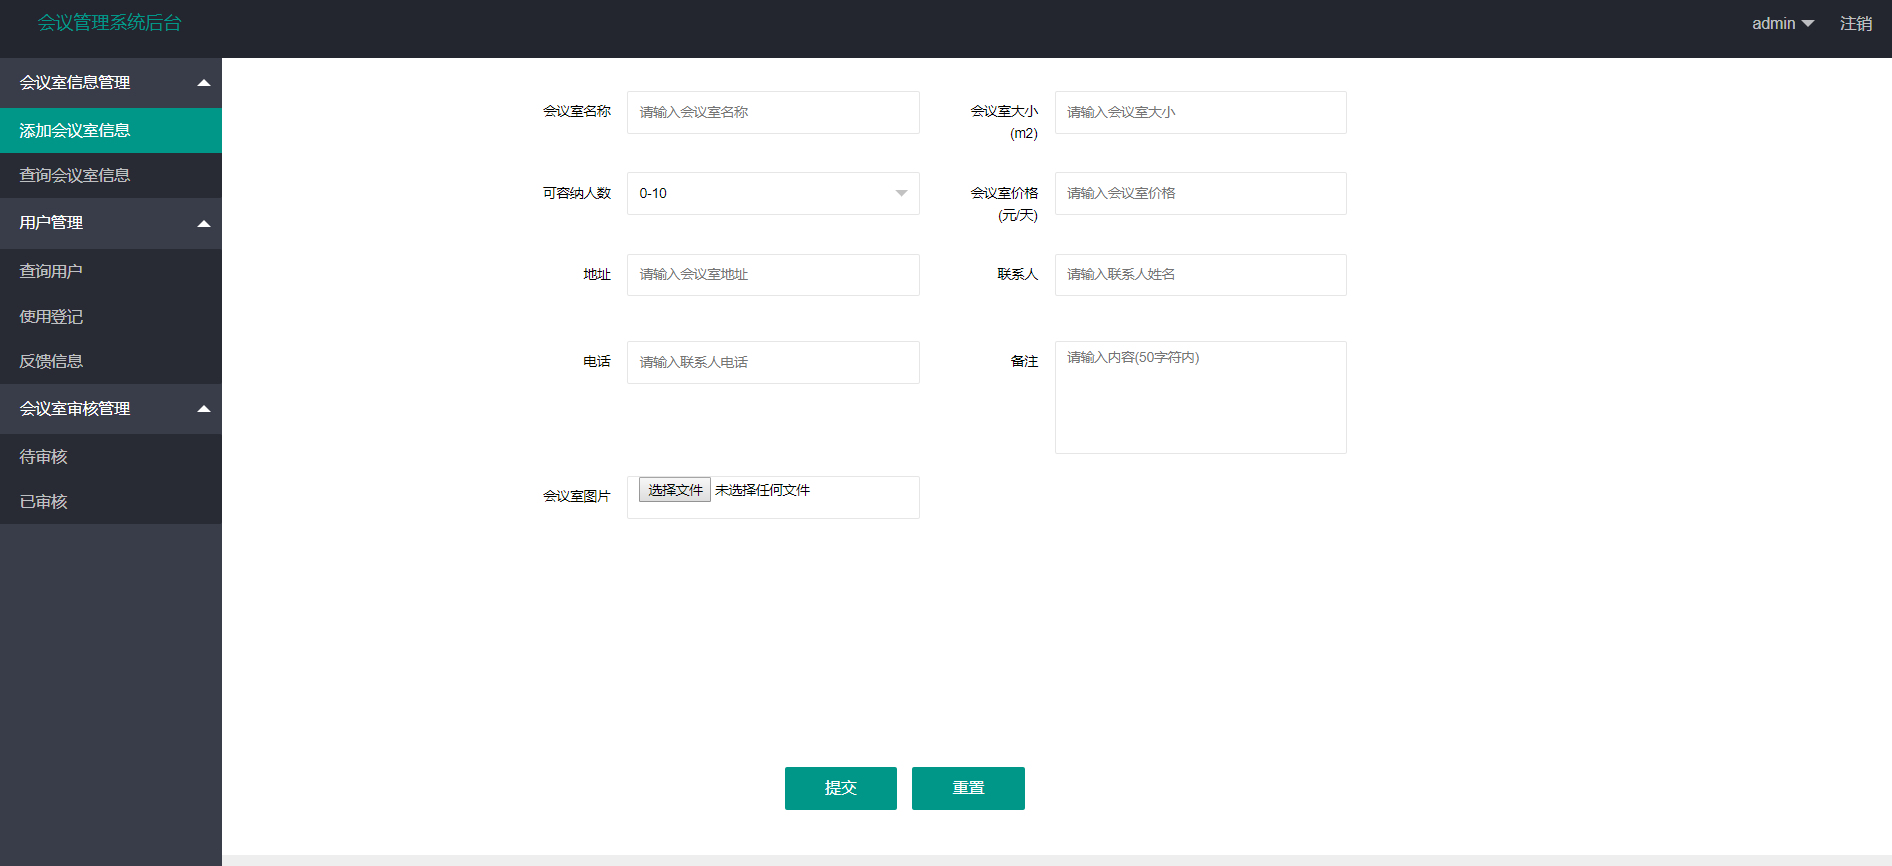 会议管理系统后台
admin
注销
会议室信息管理
添加会议室信息
查询会议室信息
用户管理
查询用户
使用登记
反馈信息
会议室审核管理
待审核
已审核
会议室名称
请输入会议室名称
会议室大小
(m2)
请输入会议室大小
可容纳人数
0-10
会议室价格
(元/天)
请输入会议室价格
地址
请输入会议室地址
联系人
请输入联系人姓名
电话
请输入联系人电话
备注
请输入内容(50字符内)
会议室图片
选择文件 未选择任何文件
提交
重置